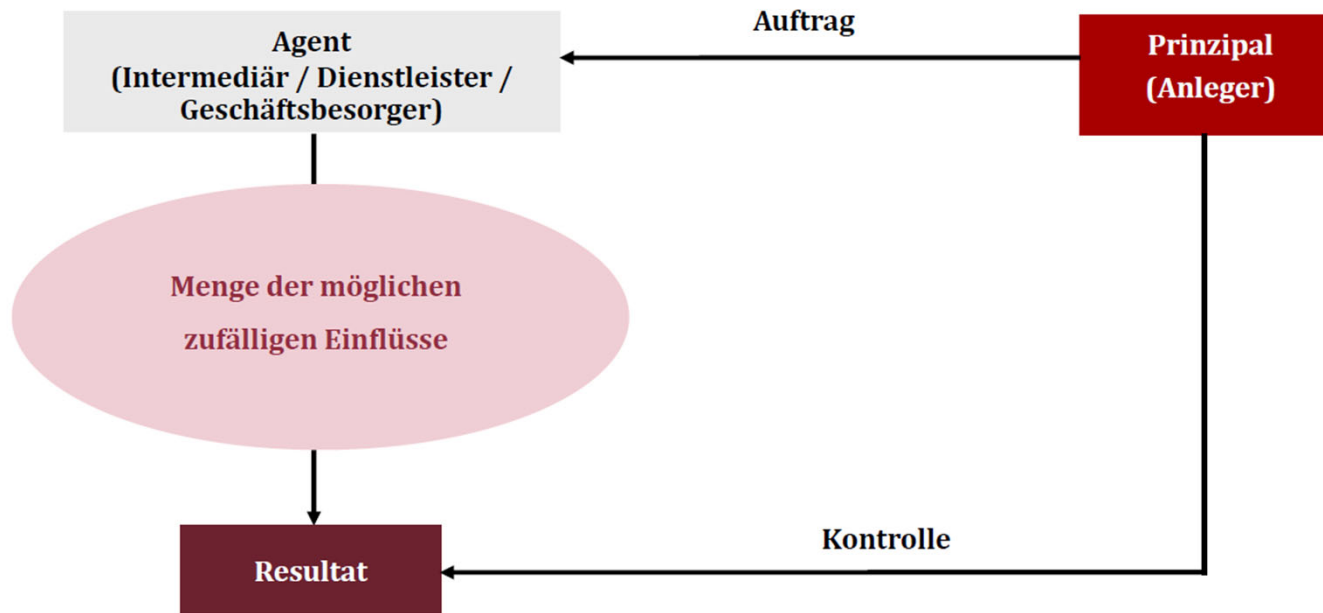 Auftrag
Agent
(Intermediär / Dienstleister /
Geschäftsbesorger)
Prinzipal
(Anleger)
Menge der möglichen
zufälligen Einflüsse
Kontrolle
Resultat